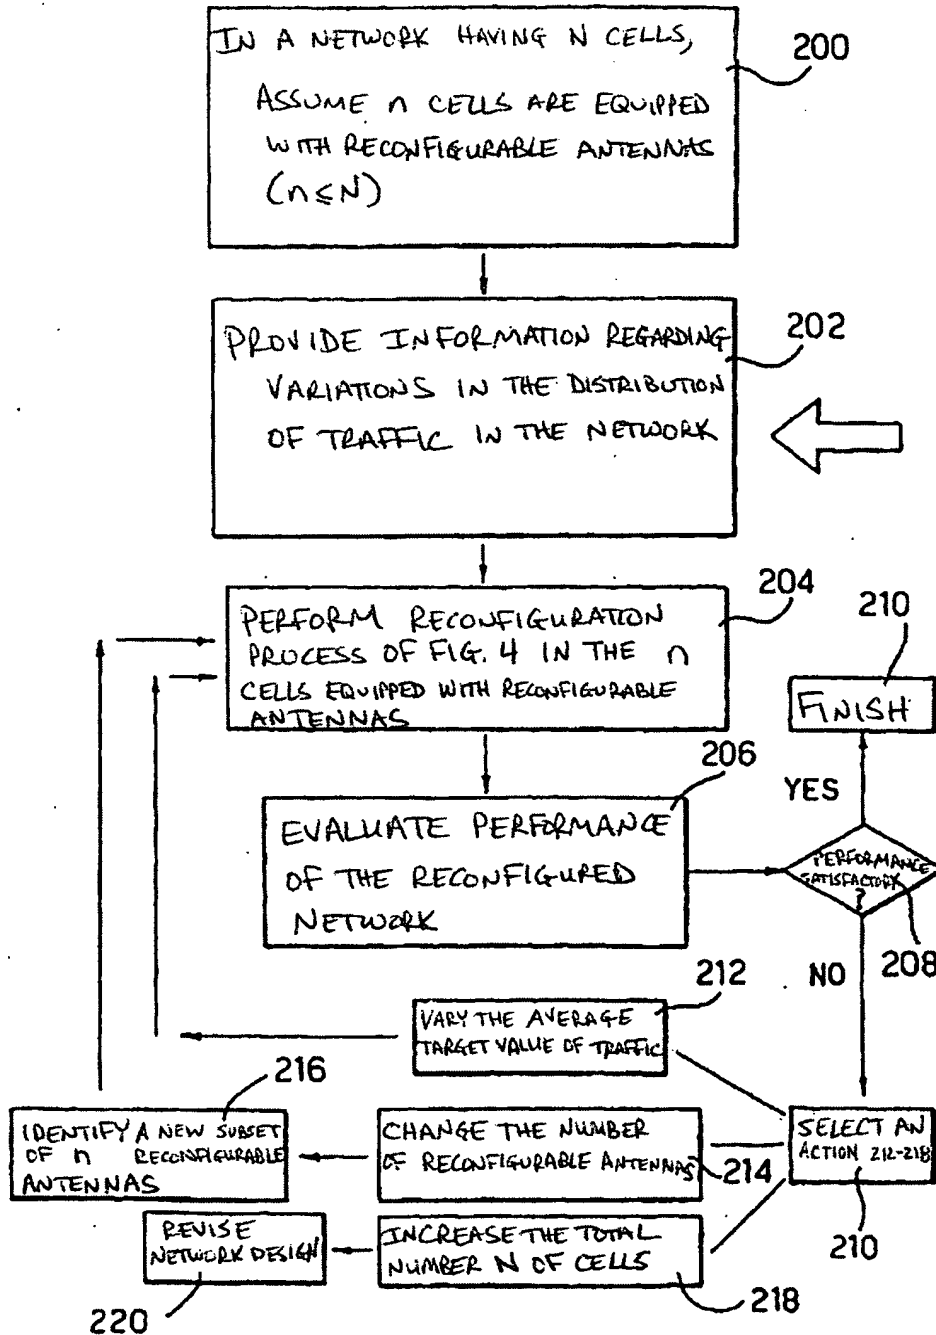 IN A NETWORK HAVING N CELLS,
200
ASSUME n CELLS ARE EQUIPPED
WITH RECONFIGURABLE ANTENNAS
(n≤N)
PROVIDE INFORMATION REGARDING
202
VARIATIONS IN THE DISTRIBUTION
OF TRAFFIC IN THE NETWORK
204
PERFORM RECONFIGURATION
PROCESS OF FIG. 4 IN THE n
CELLS EQUIPPED WITH RECONFIGURABLE
ANTENNAS
210
FINISH
206
YES
EVALUATE PERFORMANCE
OF THE RECONFIGURED
NETWORK
PERFORMANCE
SATISFACTORY
?
208
NO
212
VARY THE AVERAGE
TARGET VALUE OF TRAFFIC
216
IDENTIFY A NEW SUBSET
OF n RECONFIGURABLE
ANTENNAS
CHANGE THE NUMBER
OF RECONFIGURABLE ANTENNAS
214
SELECT AN
ACTION 212-218
210
REVISE
NETWORK DESIGN
220
INCREASE THE TOTAL
NUMBER N OF CELLS
218